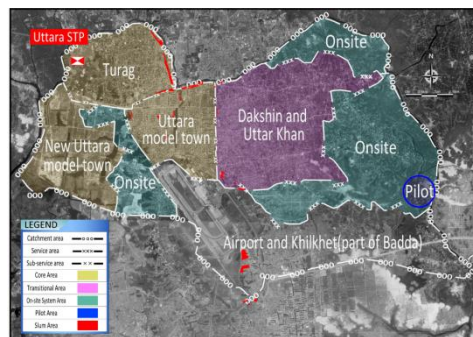 Uttara STP
Turag
Onsite
Uttara
model town
Dakshin and
Uttar Khan
New Uttara
model town
Onsite
Onsite
Pilot
Airport and Khilkhet(part of Badda)
LEGEND
Catchment area
Service area
Sub-service area
Core Area
Transitional Area
On-site System Area
Pilot Area
Slum Area